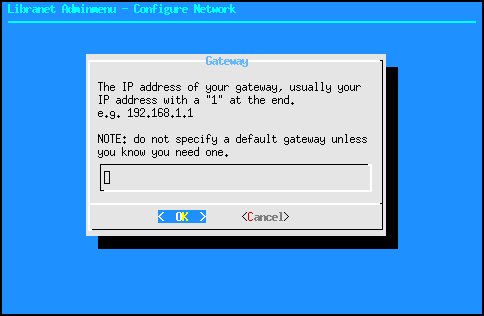 Libranet Adminmenu - Configure Network
Gateway
The IP address of your gateway, usually your
IP address with a "1" at the end.
e.g. 192.168.1.1
NOTE: do not specify a default gateway unless
you know you need one.
< OK > <Cancel>